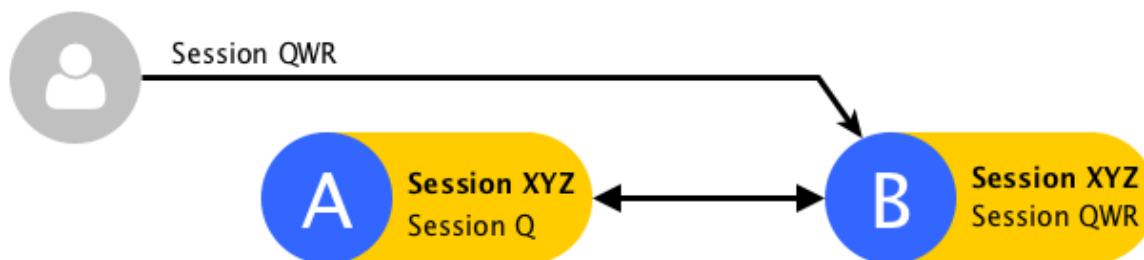 Session QWR
A
Session XYZ
Session Q
B
Session XYZ
Session QWR